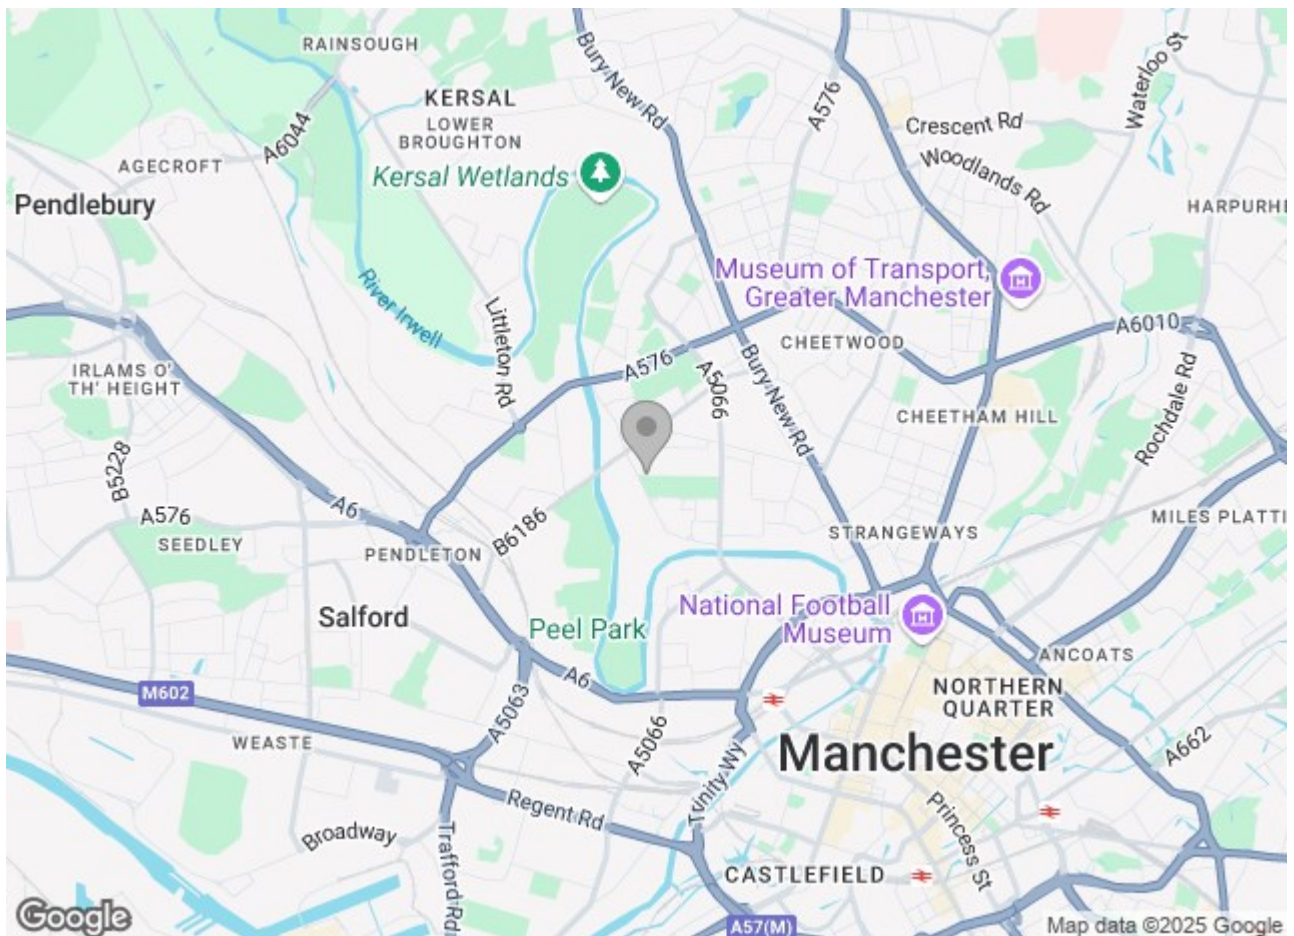 RAINSOUGH
KERSAL
LOWER
BROUGHTON
Kersal Wetlands
Bury New Rd
A576
Crescent Rd
Woodlands Rd
Waterloo St
A6044
AGECROFT
Pendlebury
HARPURHE
Museum of Transport,
Greater Manchester
River Irwell
Littleton Rd
A6010
CHEETWOOD
IRLAMS O'
TH' HEIGHT
A576
A5066
Bury New Rd
CHEETHAM HILL
Rochdale Rd
B5228
A576
SEEDLEY
A6
PENDLETON
B6186
STRANGEWAYS
MILES PLATTI
Salford
Peel Park
National Football
Museum
ANCOATS
M602
A6
NORTHERN
QUARTER
WEASTE
A5063
A5066
Manchester
A662
Trinity Wy
Regent Rd
Broadway
Trafford Rd
Princess St
CASTLEFIELD
A57(M)
Google
Map data ©2025 Google